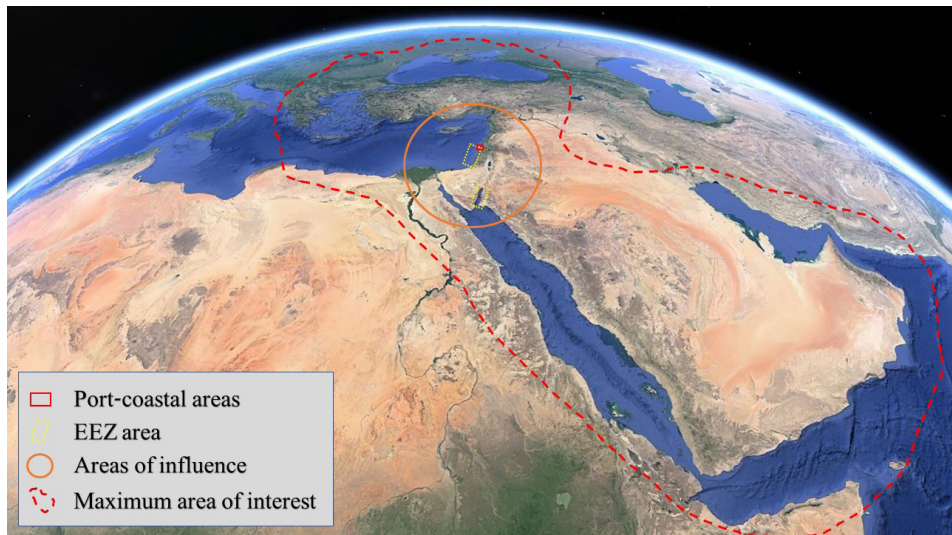 Port-coastal areas
EEZ area
Areas of influence
Maximum area of interest